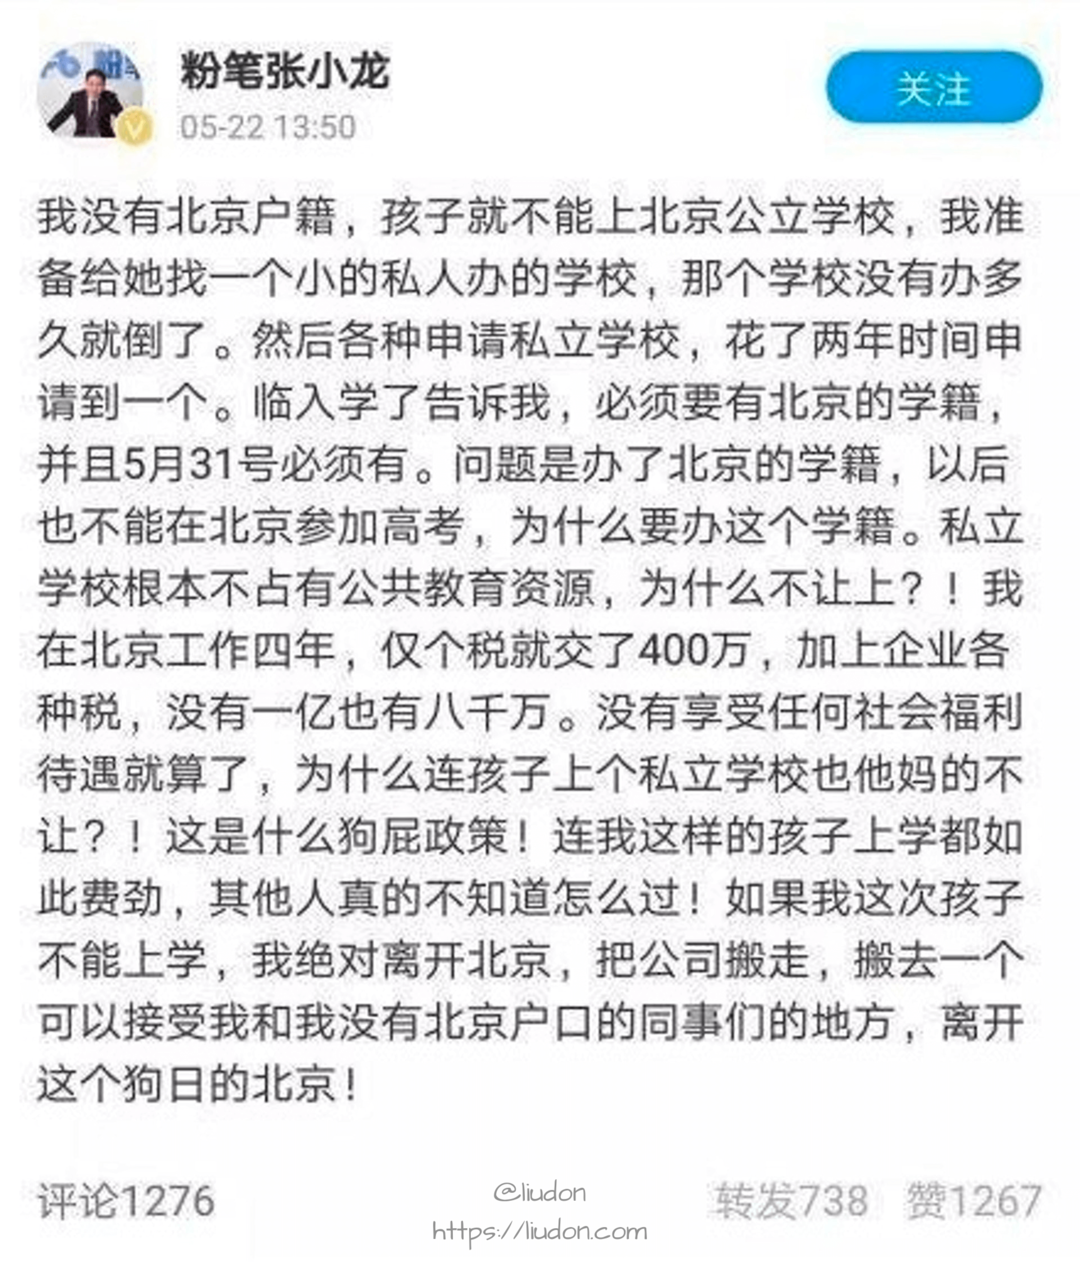 粉笔张小龙
关注
05-22 13:50
我没有北京户籍，孩子就不能上北京公立学校，我准
备给她找一个小的私人办的学校，那个学校没有办多
久就倒了。然后各种申请私立学校，花了两年时间申
请到一个。临入学了告诉我，必须要有北京的学籍，
并且5月31号必须有。问题是办了北京的学籍，以后
也不能在北京参加高考，为什么要办这个学籍。私立
学校根本不占有公共教育资源，为什么不让上？！我
在北京工作四年，仅个税就交了400万，加上企业各
种税，没有一亿也有八千万。没有享受任何社会福利
待遇就算了，为什么连孩子上个私立学校也他妈的不
让？！这是什么狗屁政策！连我这样的孩子上学都如
此费劲，其他人真的不知道怎么过！如果我这次孩子
不能上学，我绝对离开北京，把公司搬走，搬去一个
可以接受我和我没有北京户口的同事们的地方，离开
这个狗日的北京！
评论1276
转发738 赞1267
@liudon
https://liudon.com